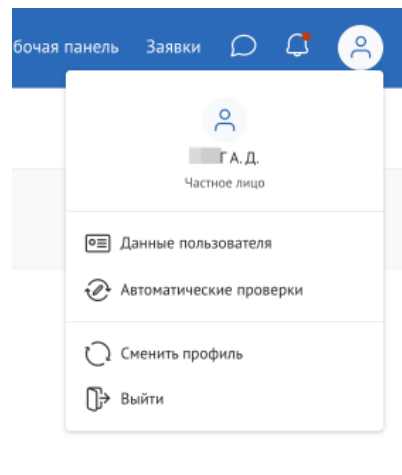 бочая панель Заявки
Г А. Д.
Частное лицо
Данные пользователя
Автоматические проверки
Сменить профиль
Выйти